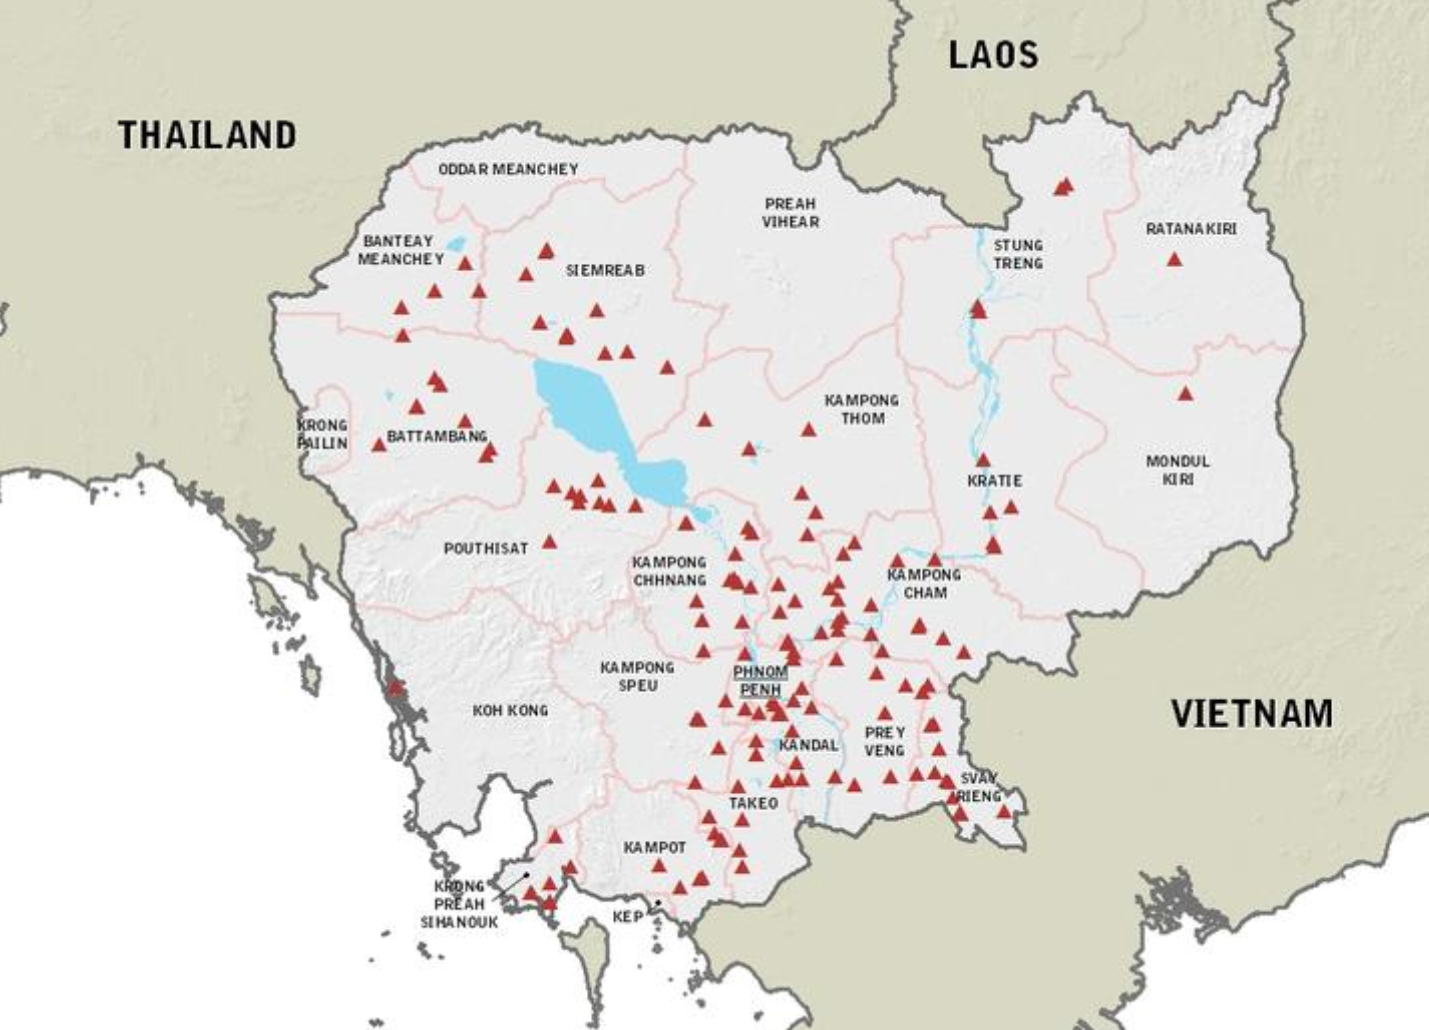 LAOS
THAILAND
ODDAR MEANCHEY
PREAH
VIHEAR
BANTEAY
MEANCHEY
SIEMREAB
STUNG
TRENG
RATANAKIRI
KAMPONG
THOM
KRONG
PAILIN
BATTAMBANG
KRATIE
MONDUL
KIRI
POUTHISAT
KAMPONG
CHHNANG
KAMPONG
CHAM
KAMPONG
SPEU
PHNOM
PENH
KOH KONG
VIETNAM
KANDAL
PREY
VENG
SVAY
RIENG
TAKEO
KAMPOT
KRONG
PREAH
SIHANOUK
KEP